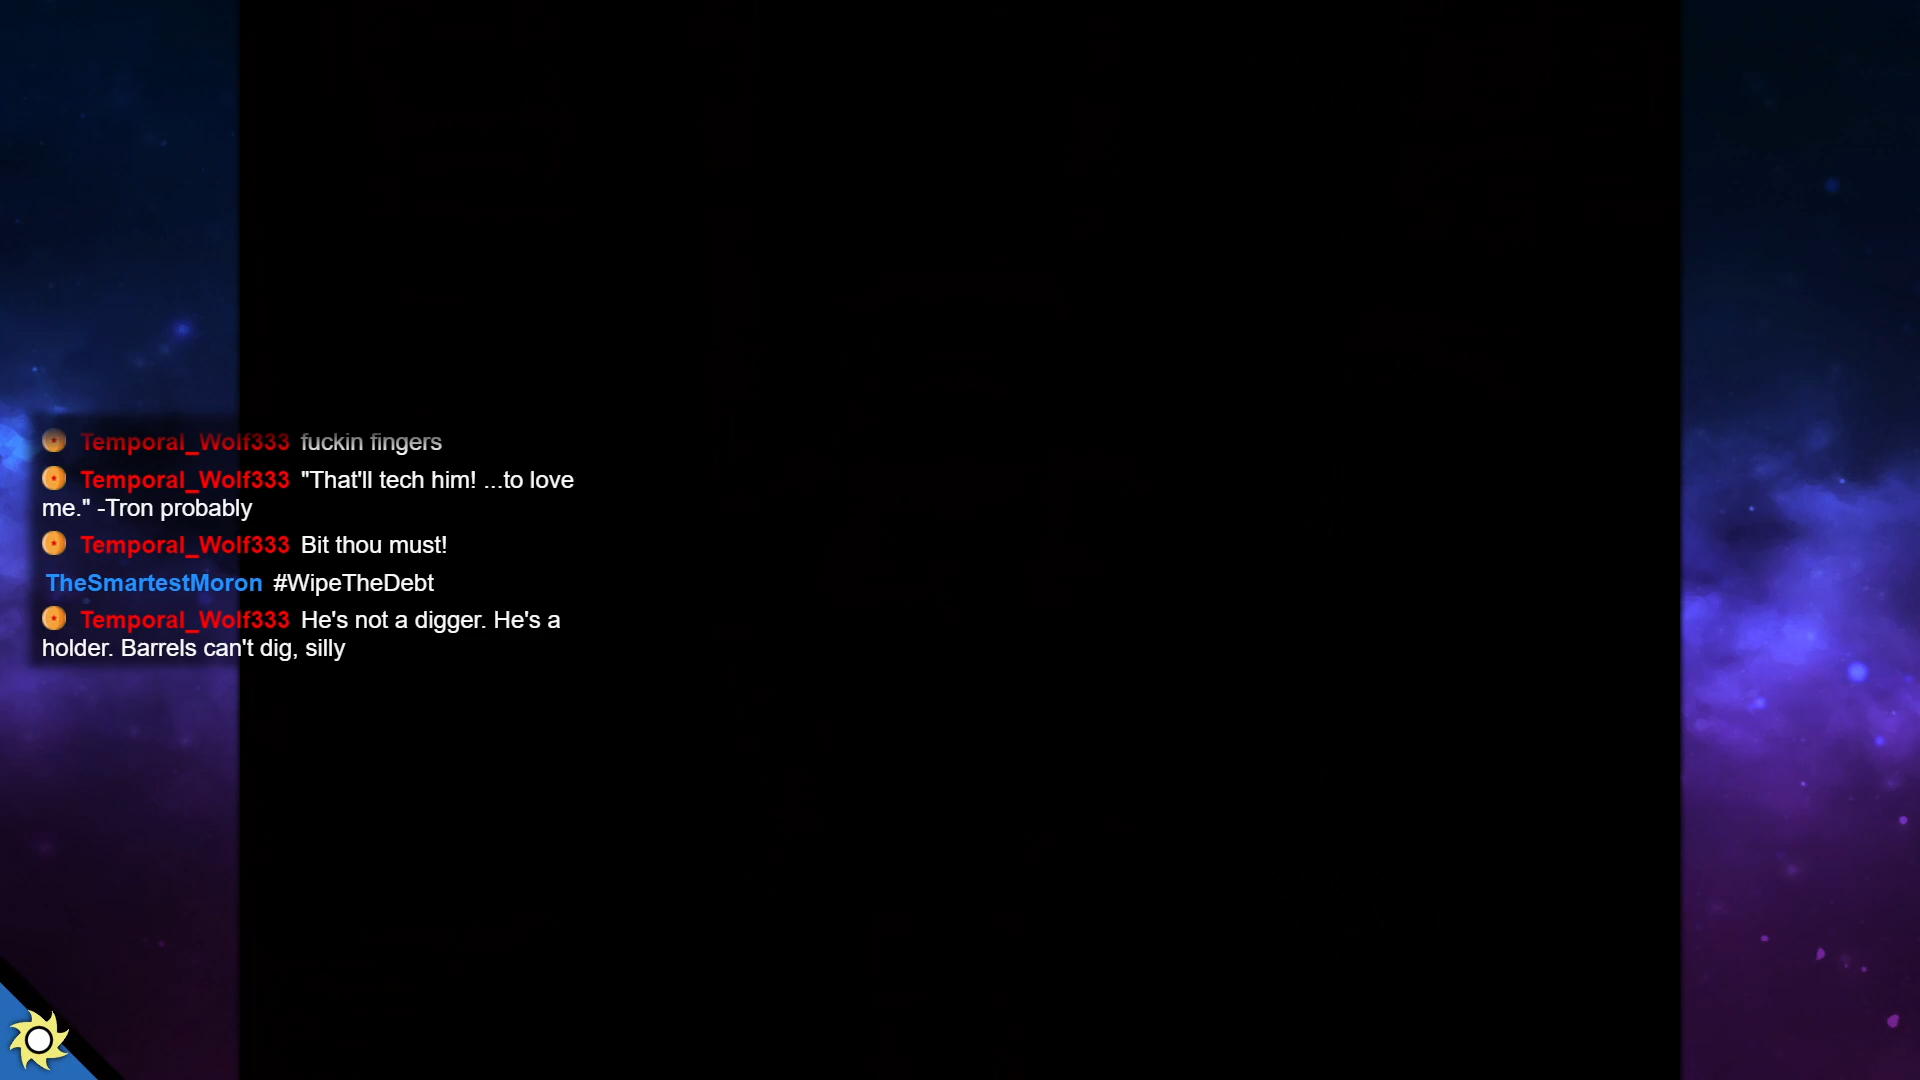 Temporal_Wolf333 fuckin fingers
Temporal_Wolf333 "That'll tech him! ...to love
me." -Tron probably
Temporal_Wolf333 Bit thou must!
TheSmartestMoron #WipeTheDebt
Temporal_Wolf333 He's not a digger. He's a
holder. Barrels can't dig, silly